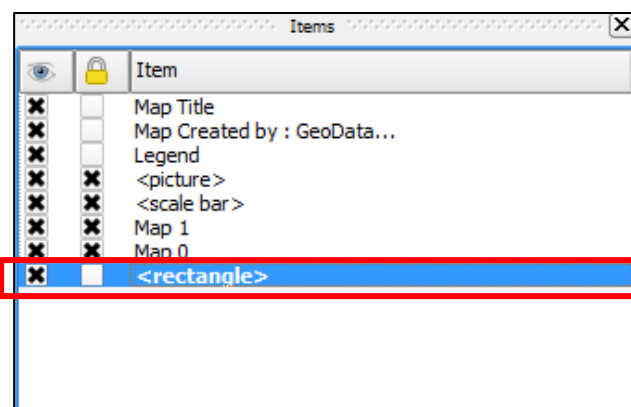 Items
Item
Map Title
Map Created by : GeoData...
Legend
<picture>
<scale bar>
Map 1
Map 0
<rectangle>